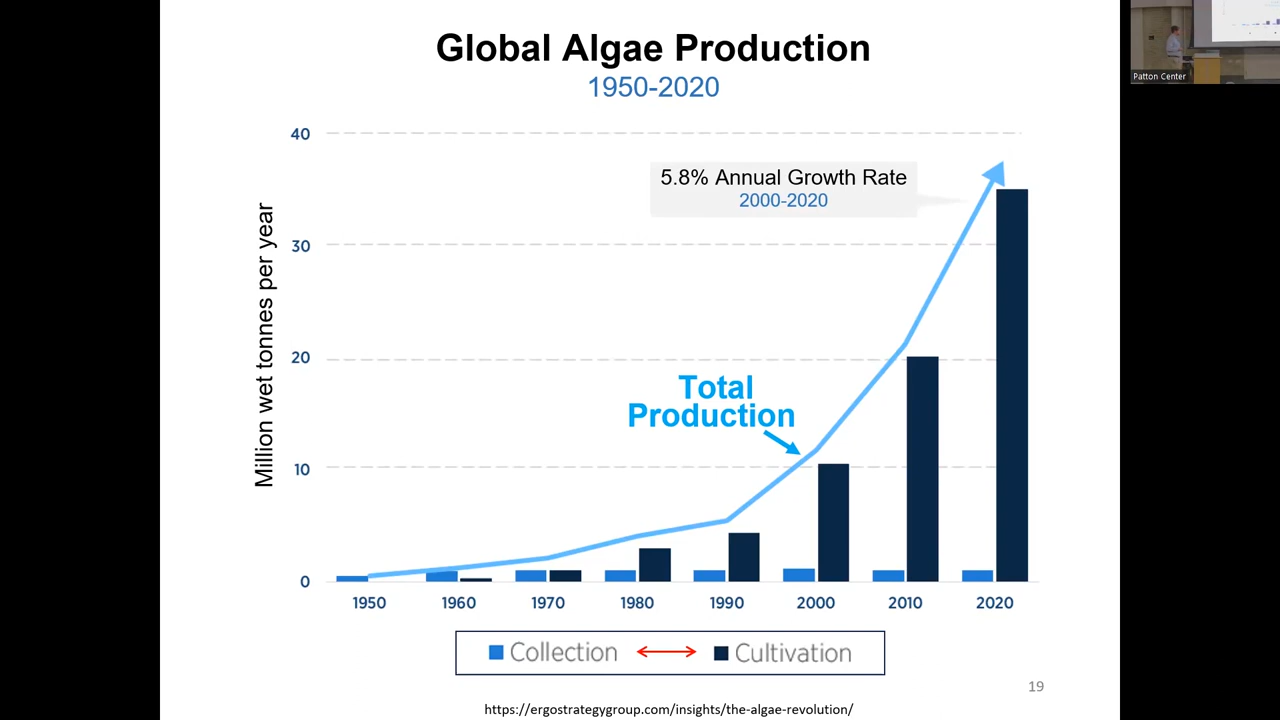 Global Algae Production
1950-2020
Patton Center
40
5.8% Annual Growth Rate
2000-2020
30
Million wet tonnes per year
20
Total
Production
10
0
1950 1960 1970 1980 1990 2000 2010 2020
Collection Cultivation
19
https://ergostrategygroup.com/insights/the-algae-revolution/